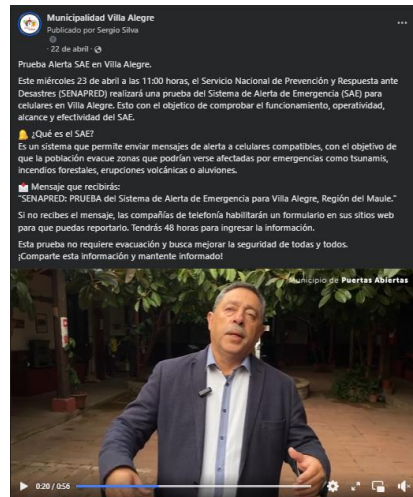 Municipalidad Villa Alegre
Publicado por Sergio Silva
· 22 de abril ·
Prueba Alerta SAE en Villa Alegre.
Este miércoles 23 de abril a las 11:00 horas, el Servicio Nacional de Prevención y Respuesta ante
Desastres (SENAPRED) realizará una prueba del Sistema de Alerta de Emergencia (SAE) para
celulares en Villa Alegre. Esto con el objetico de comprobar el funcionamiento, operatividad,
alcance y efectividad del SAE.
🔔 ¿Qué es el SAE?
Es un sistema que permite enviar mensajes de alerta a celulares compatibles, con el objetivo de
que la población evacue zonas que podrían verse afectadas por emergencias como tsunamis,
incendios forestales, erupciones volcánicas o aluviones.
📩 Mensaje que recibirás:
"SENAPRED: PRUEBA del Sistema de Alerta de Emergencia para Villa Alegre, Región del Maule."
Si no recibes el mensaje, las compañías de telefonía habilitarán un formulario en sus sitios web
para que puedas reportarlo. Tendrás 48 horas para ingresar la información.
Esta prueba no requiere evacuación y busca mejorar la seguridad de todas y todos.
¡Comparte esta información y mantente informado!
Municipio de Puertas Abiertas
0:20 / 0:56